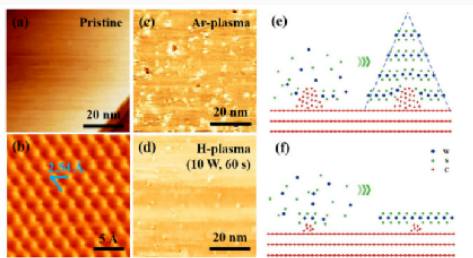 (a) Pristine
20 nm
(b)
2.51 Å
5 Å
(c) Ar-plasma
20 nm
(d) H-plasma
(10 W, 60 s)
20 nm
(e)
(f)
W
S
C